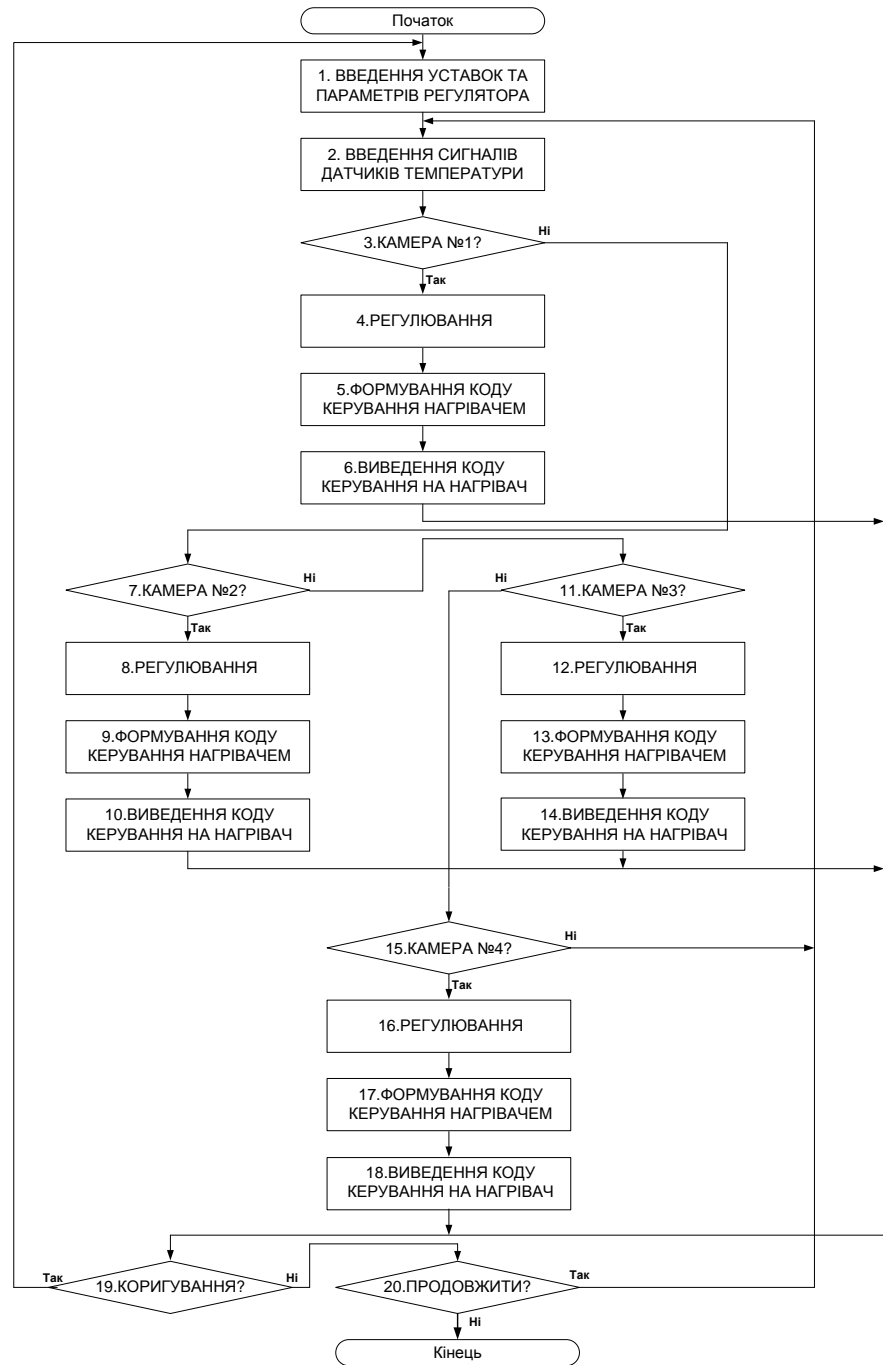 Початок
1. ВВЕДЕННЯ УСТАВОК ТА
ПАРАМЕТРІВ РЕГУЛЯТОРА
2. ВВЕДЕННЯ СИГНАЛІВ
ДАТЧИКІВ ТЕМПЕРАТУРИ
3.КАМЕРА №1?
Ні
Так
4.РЕГУЛЮВАННЯ
5.ФОРМУВАННЯ КОДУ
КЕРУВАННЯ НАГРІВАЧЕМ
6.ВИВЕДЕННЯ КОДУ
КЕРУВАННЯ НА НАГРІВАЧ
7.КАМЕРА №2?
Ні
Так
8.РЕГУЛЮВАННЯ
9.ФОРМУВАННЯ КОДУ
КЕРУВАННЯ НАГРІВАЧЕМ
10.ВИВЕДЕННЯ КОДУ
КЕРУВАННЯ НА НАГРІВАЧ
Ні
11.КАМЕРА №3?
Так
12.РЕГУЛЮВАННЯ
13.ФОРМУВАННЯ КОДУ
КЕРУВАННЯ НАГРІВАЧЕМ
14.ВИВЕДЕННЯ КОДУ
КЕРУВАННЯ НА НАГРІВАЧ
15.КАМЕРА №4?
Ні
Так
16.РЕГУЛЮВАННЯ
17.ФОРМУВАННЯ КОДУ
КЕРУВАННЯ НАГРІВАЧЕМ
18.ВИВЕДЕННЯ КОДУ
КЕРУВАННЯ НА НАГРІВАЧ
Так
19.КОРИГУВАННЯ?
Ні
20.ПРОДОВЖИТИ?
Так
Ні
Кінець